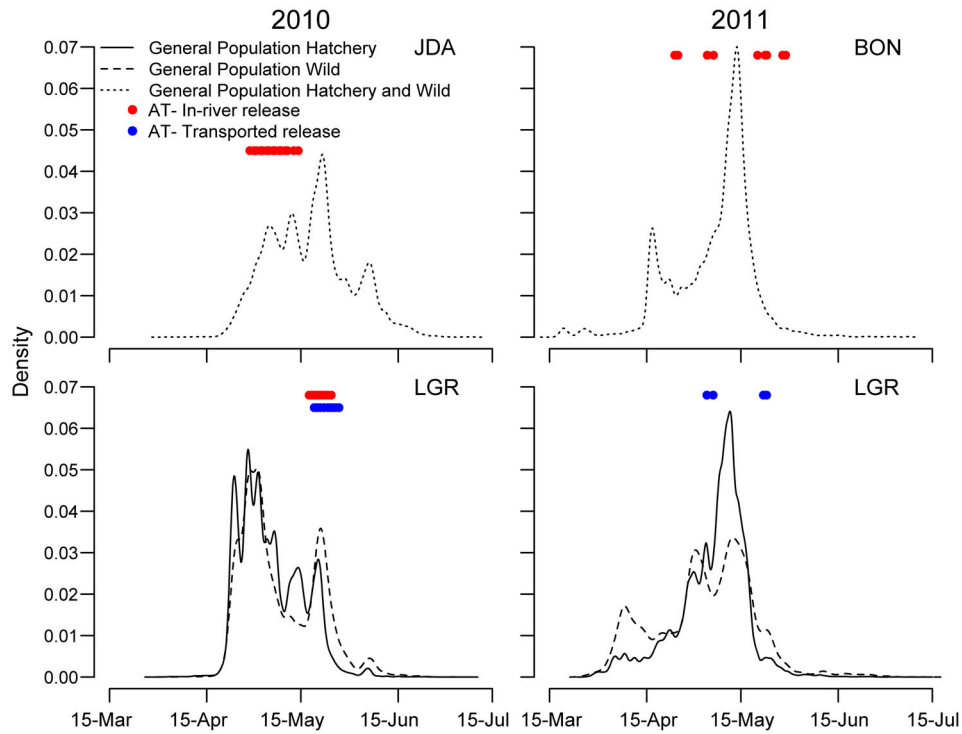 2010
2011
JDA
BON
General Population Hatchery
General Population Wild
General Population Hatchery and Wild
AT- In-river release
AT- Transported release
0.07
0.06
0.05
0.04
0.03
0.02
0.01
0.00
15-Mar 15-Apr 15-May 15-Jun 15-Jul
15-Mar 15-Apr 15-May 15-Jun 15-Jul
Density
LGR
LGR
0.07
0.06
0.05
0.04
0.03
0.02
0.01
0.00